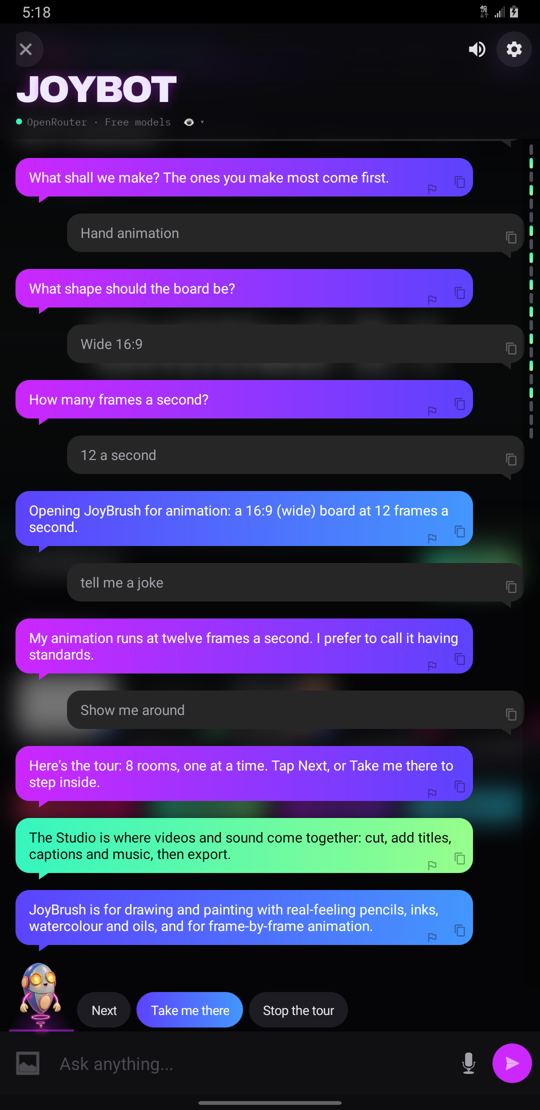 5:18
JOYBOT
OpenRouter · Free models
What shall we make? The ones you make most come first.
Hand animation
What shape should the board be?
Wide 16:9
How many frames a second?
12 a second
Opening JoyBrush for animation: a 16:9 (wide) board at 12 frames a
second.
tell me a joke
My animation runs at twelve frames a second. I prefer to call it having
standards.
Show me around
Here's the tour: 8 rooms, one at a time. Tap Next, or Take me there to
step inside.
The Studio is where videos and sound come together: cut, add titles,
captions and music, then export.
JoyBrush is for drawing and painting with real-feeling pencils, inks,
watercolour and oils, and for frame-by-frame animation.
Next
Take me there
Stop the tour
Ask anything...